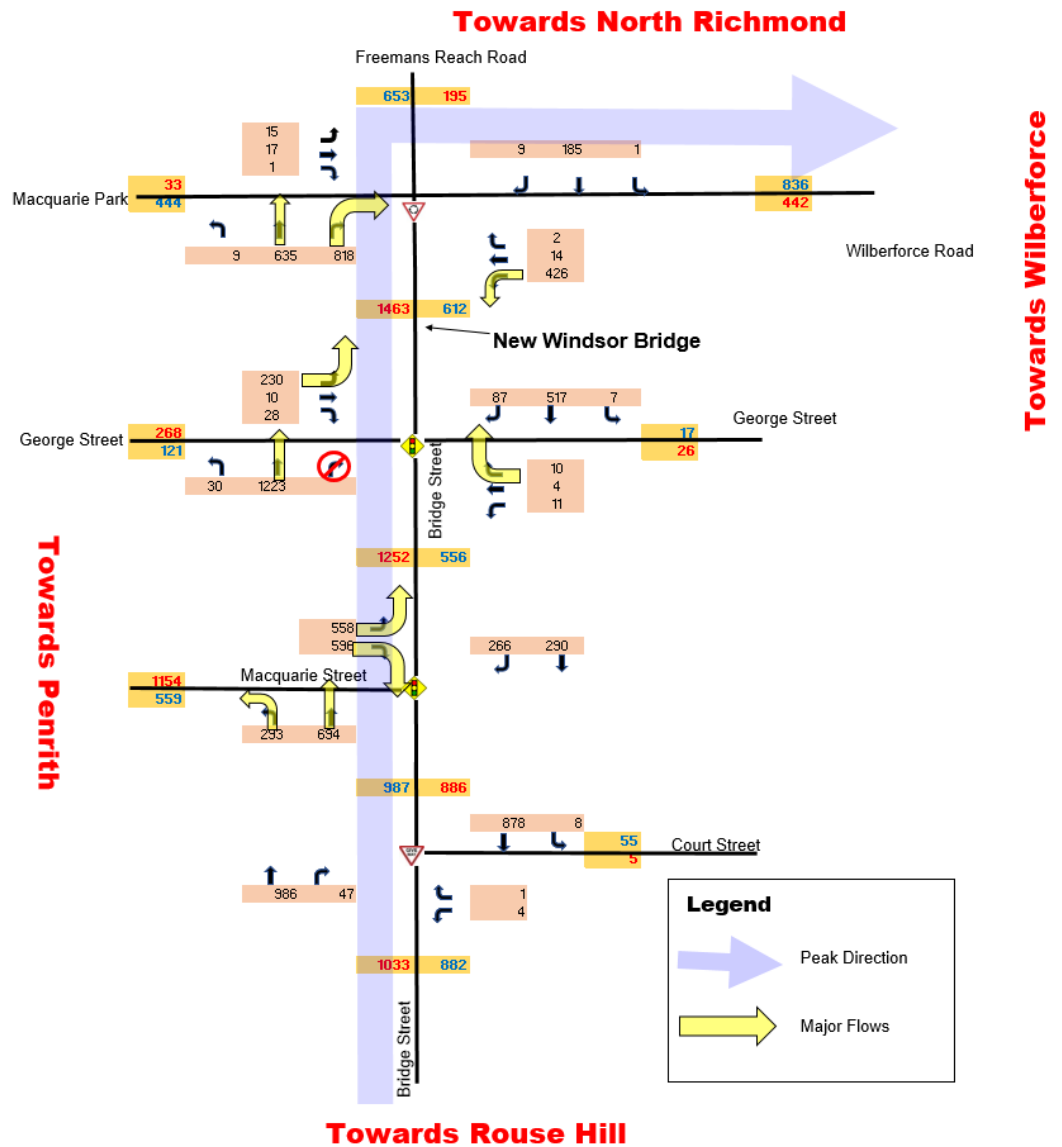 Towards North Richmond
Freemans Reach Road
653 195
15
17
1
9 185 1
Macquarie Park
33
444
836
442
9 635 818
2
14
426
Wilberforce Road
Towards Wilberforce
1463 612
New Windsor Bridge
230
10
28
87 517 7
George Street
268
121
George Street
17
26
30 1223
10
4
11
Bridge Street
Towards Penrith
1252 556
558
596
266 290
Macquarie Street
1154
559
293 694
987 886
878 8
55
5
Court Street
GIVE WAY
986 47
1
4
1033 882
Bridge Street
Legend
Peak Direction
Major Flows
Towards Rouse Hill